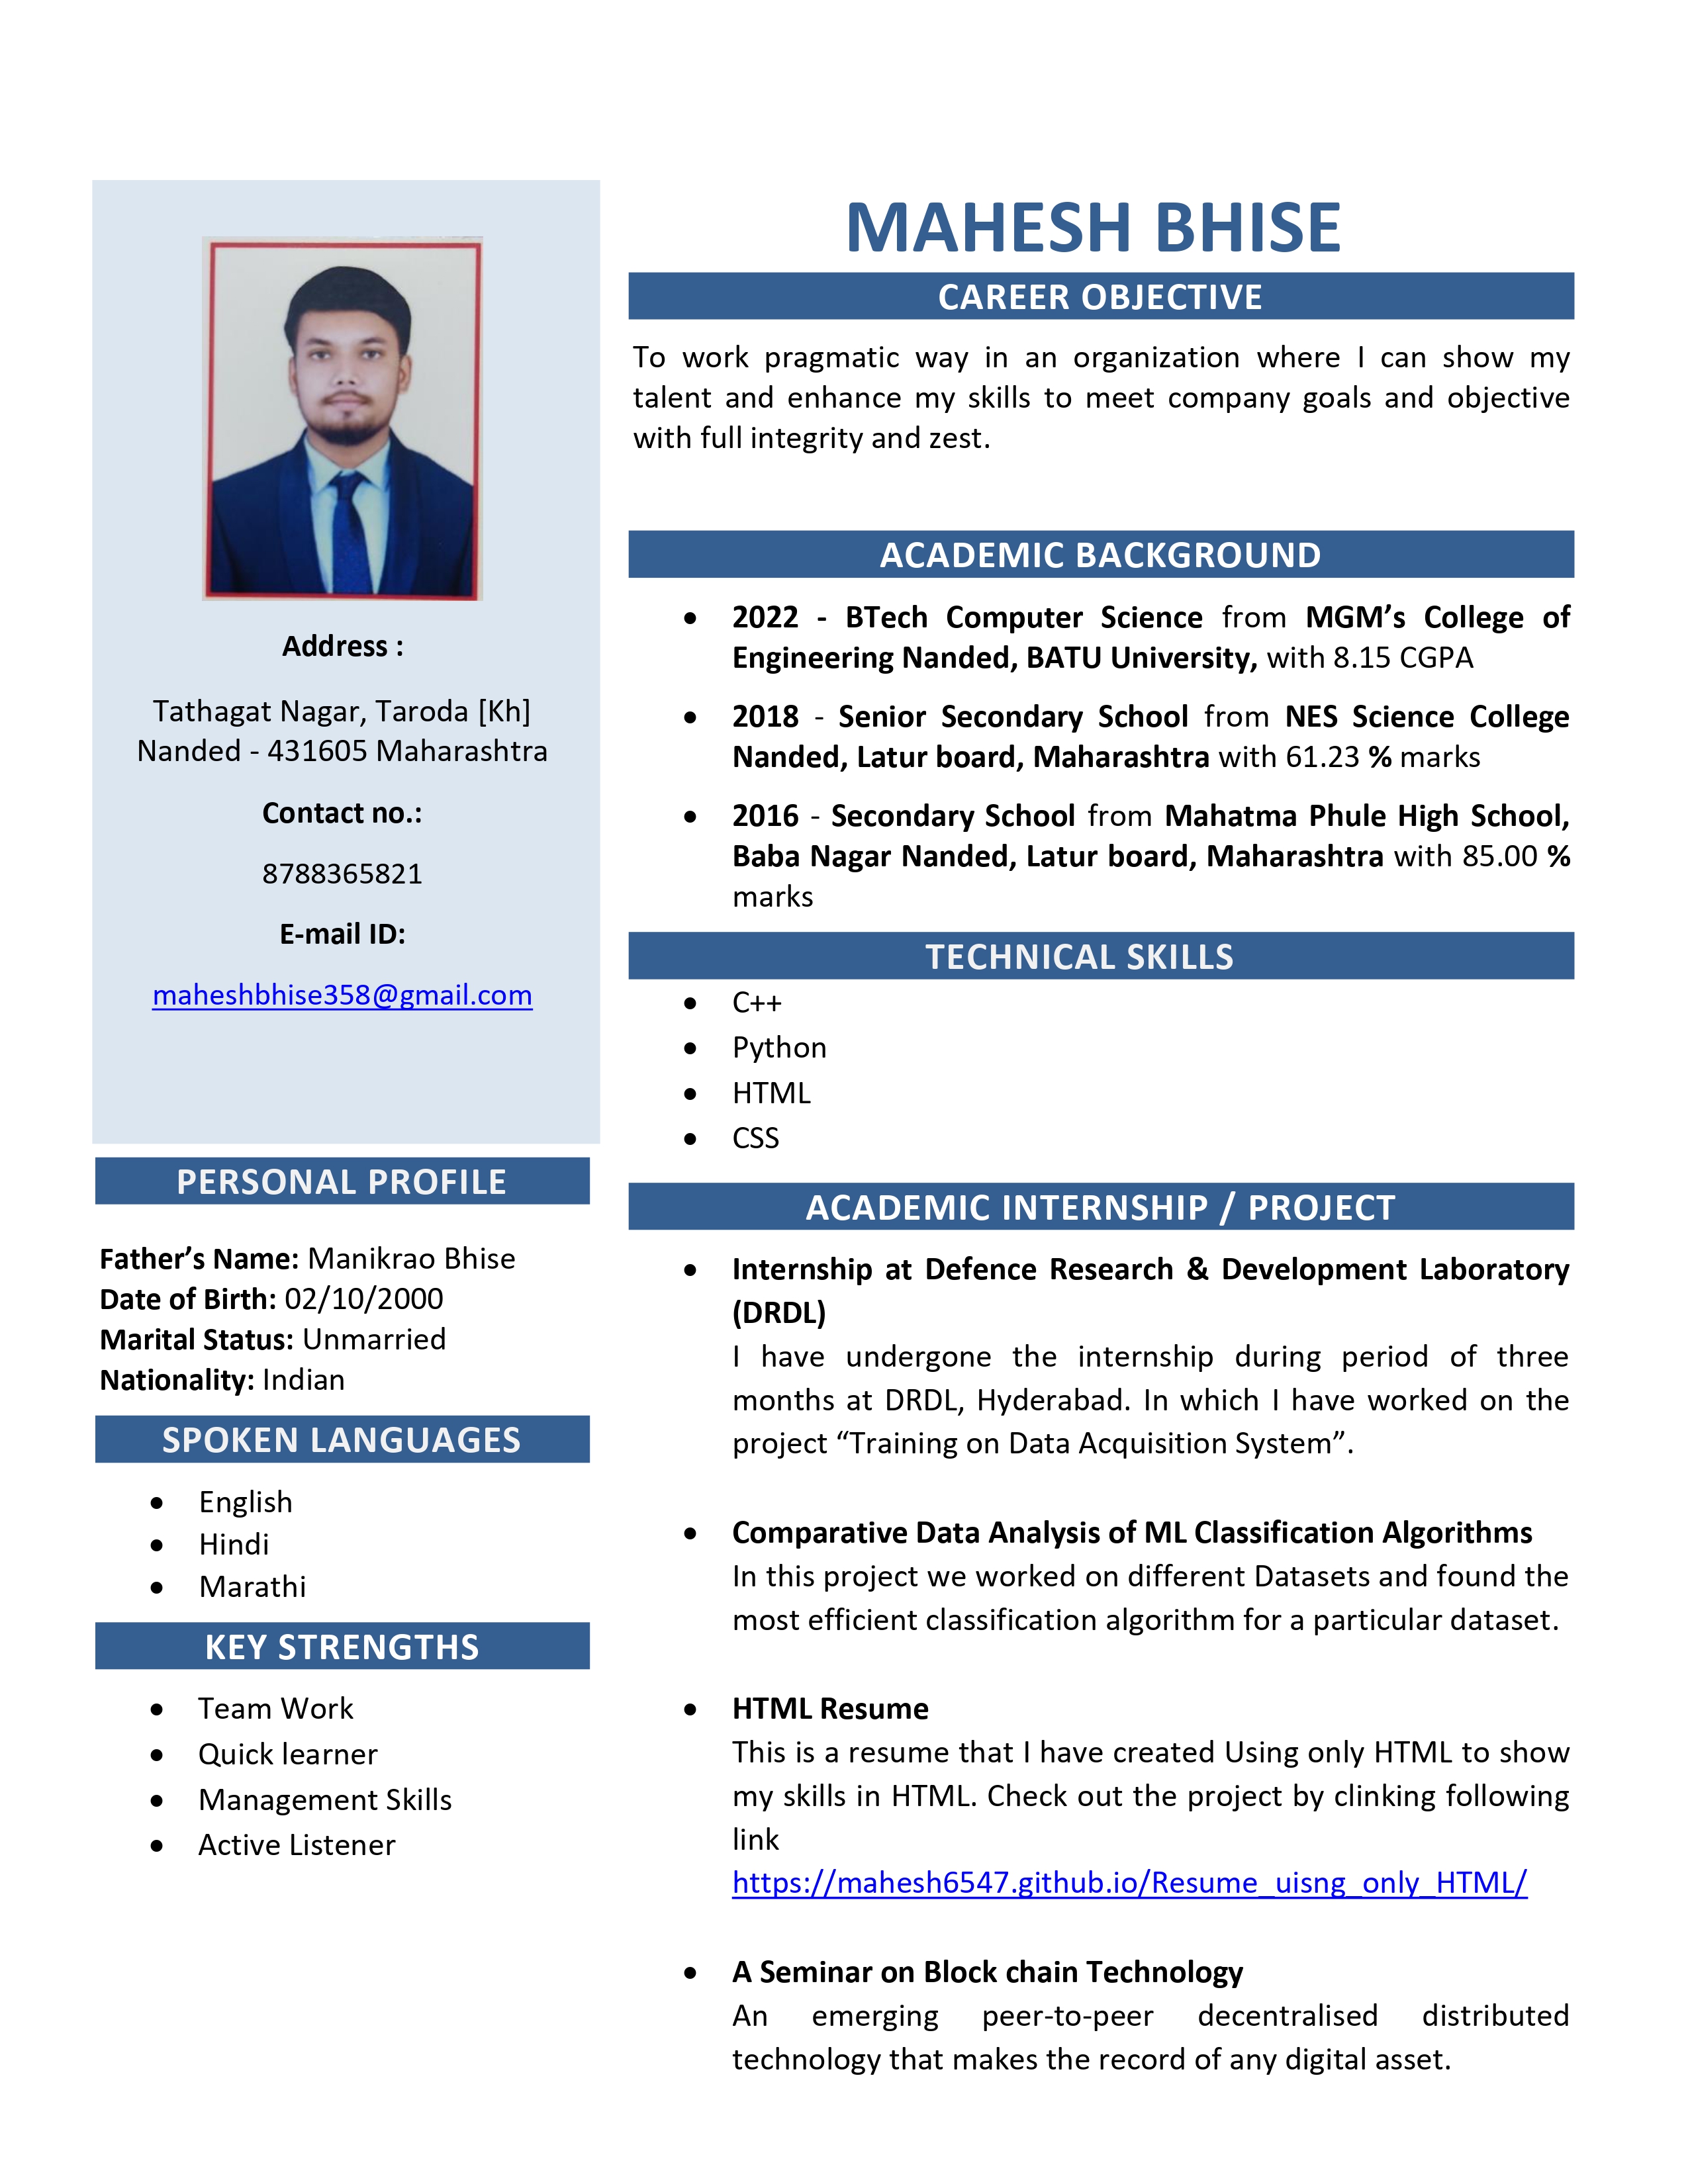 Address :
Tathagat Nagar, Taroda [Kh]
Nanded - 431605 Maharashtra
Contact no.:
8788365821
E-mail ID:
maheshbhise358@gmail.com
PERSONAL PROFILE
Father’s Name: Manikrao Bhise
Date of Birth: 02/10/2000
Marital Status: Unmarried
Nationality: Indian
SPOKEN LANGUAGES
• English
• Hindi
• Marathi
KEY STRENGTHS
• Team Work
• Quick learner
• Management Skills
• Active Listener
MAHESH BHISE
CAREER OBJECTIVE
To work pragmatic way in an organization where I can show my
talent and enhance my skills to meet company goals and objective
with full integrity and zest.
ACADEMIC BACKGROUND
• 2022 - BTech Computer Science from MGM’s College of
Engineering Nanded, BATU University, with 8.15 CGPA
• 2018 - Senior Secondary School from NES Science College
Nanded, Latur board, Maharashtra with 61.23 % marks
• 2016 - Secondary School from Mahatma Phule High School,
Baba Nagar Nanded, Latur board, Maharashtra with 85.00 %
marks
TECHNICAL SKILLS
• C++
• Python
• HTML
• CSS
ACADEMIC INTERNSHIP / PROJECT
• Internship at Defence Research & Development Laboratory
(DRDL)
I have undergone the internship during period of three
months at DRDL, Hyderabad. In which I have worked on the
project “Training on Data Acquisition System”.
• Comparative Data Analysis of ML Classification Algorithms
In this project we worked on different Datasets and found the
most efficient classification algorithm for a particular dataset.
• HTML Resume
This is a resume that I have created Using only HTML to show
my skills in HTML. Check out the project by clinking following
link
https://mahesh6547.github.io/Resume_uisng_only_HTML/
• A Seminar on Block chain Technology
An emerging peer-to-peer decentralised distributed
technology that makes the record of any digital asset.